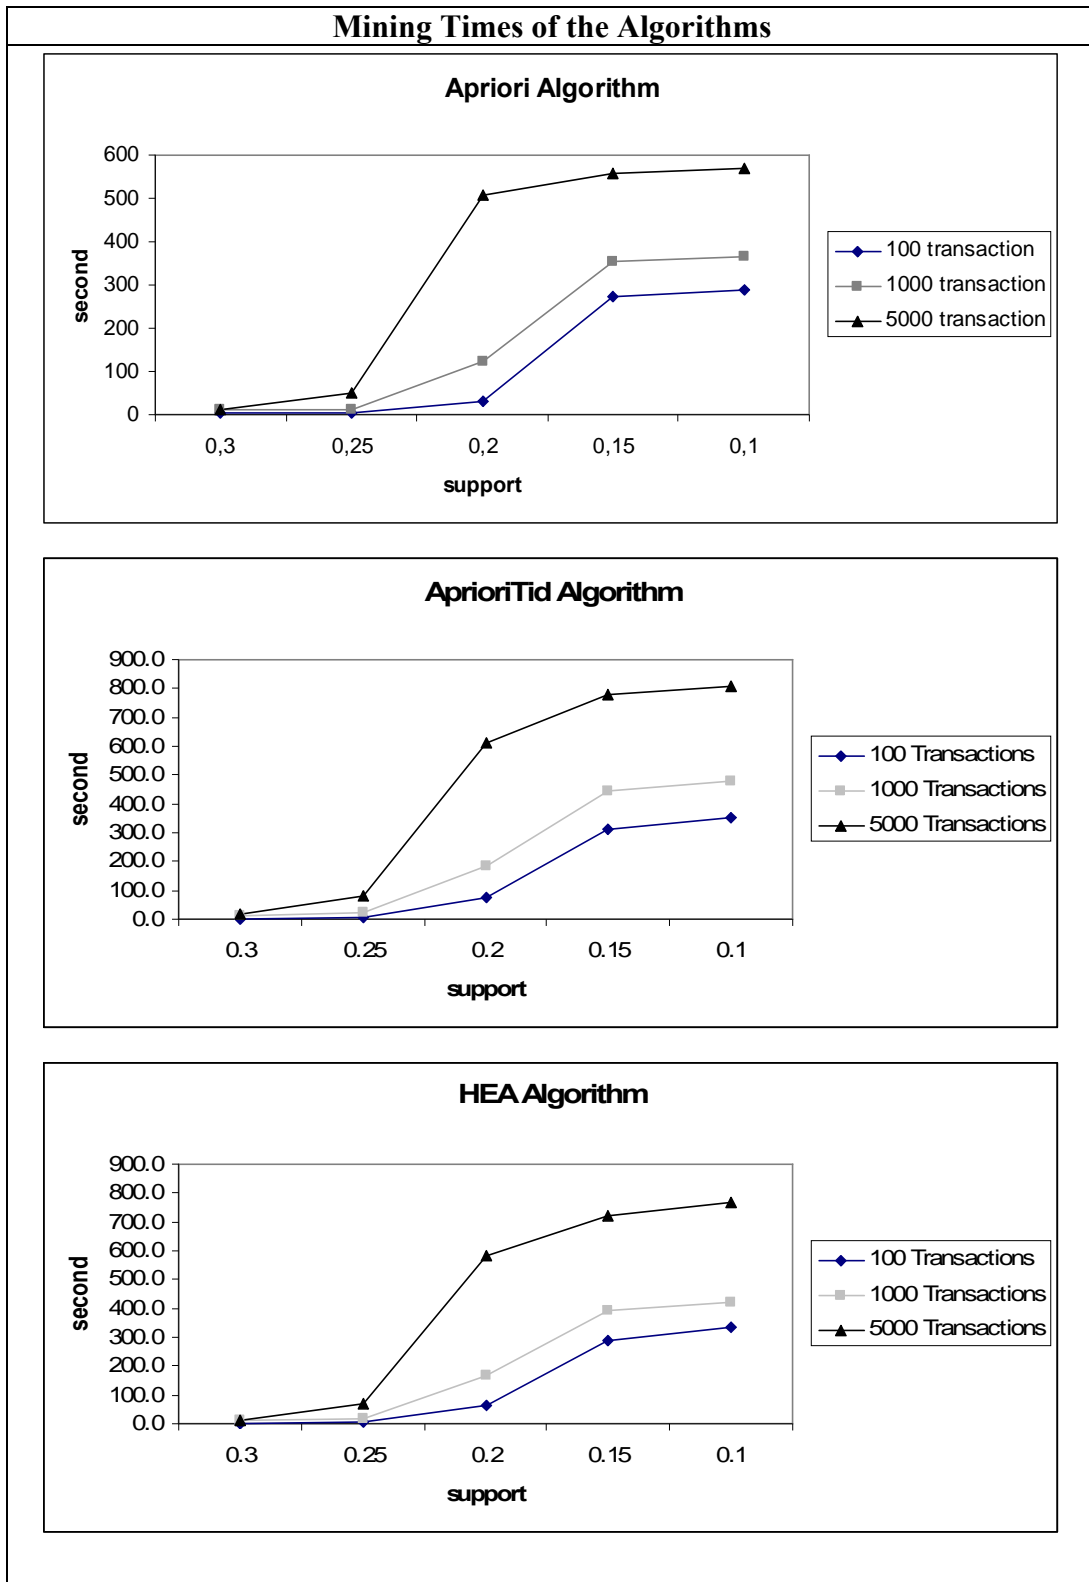 Mining Times of the Algorithms
Apriori Algorithm
600
500
400
300
200
100
0
second
0,3 0,25 0,2 0,15 0,1
support
100 transaction
1000 transaction
5000 transaction
AprioriTid Algorithm
900.0
800.0
700.0
600.0
500.0
400.0
300.0
200.0
100.0
0.0
second
0.3 0.25 0.2 0.15 0.1
support
100 Transactions
1000 Transactions
5000 Transactions
HEA Algorithm
900.0
800.0
700.0
600.0
500.0
400.0
300.0
200.0
100.0
0.0
second
0.3 0.25 0.2 0.15 0.1
support
100 Transactions
1000 Transactions
5000 Transactions